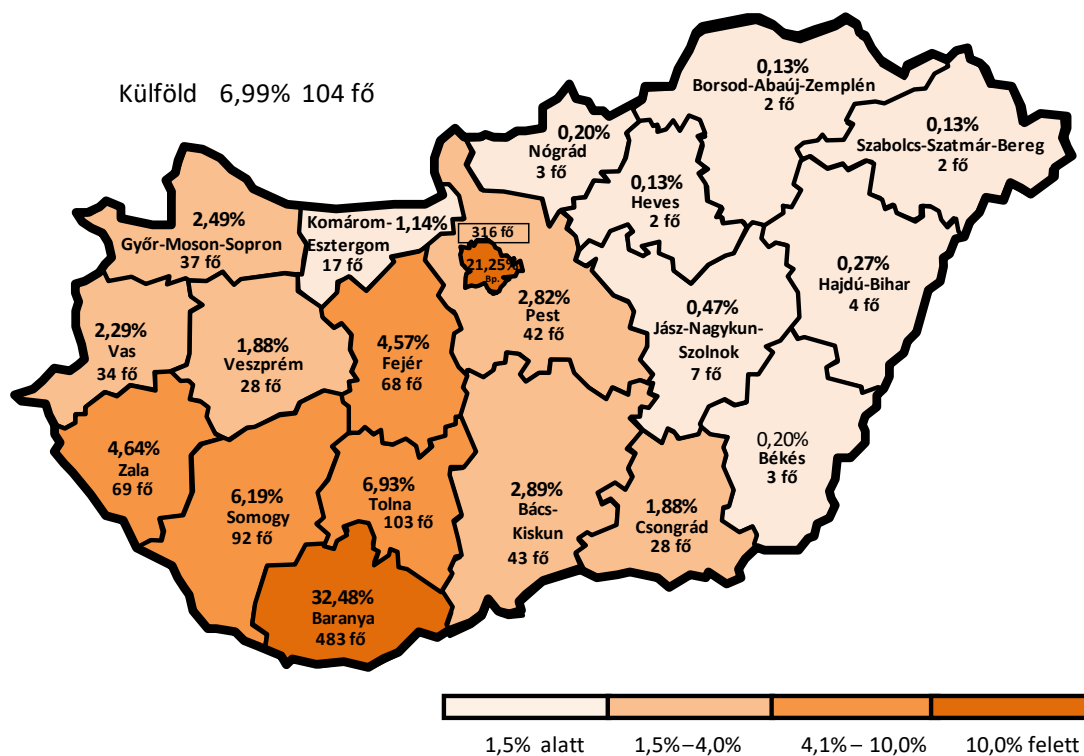 Külföld 6,99% 104 fő
0,13%
Borsod-Abaúj-Zemplén
2 fő
0,13%
Szabolcs-Szatmár-Bereg
2 fő
0,20%
Nógrád
3 fő
0,13%
Heves
2 fő
2,49%
Győr-Moson-Sopron
37 fő
Komárom- 1,14%
Esztergom
17 fő
316 fő
21,25%
Bp.
2,82%
Pest
42 fő
0,27%
Hajdú-Bihar
4 fő
0,47%
Jász-Nagykun-
Szolnok
7 fő
2,29%
Vas
34 fő
1,88%
Veszprém
28 fő
4,57%
Fejér
68 fő
4,64%
Zala
69 fő
6,19%
Somogy
92 fő
6,93%
Tolna
103 fő
2,89%
Bács-
Kiskun
43 fő
1,88%
Csongrád
28 fő
0,20%
Békés
3 fő
32,48%
Baranya
483 fő
1,5% alatt
1,5%–4,0%
4,1% – 10,0%
10,0% felett